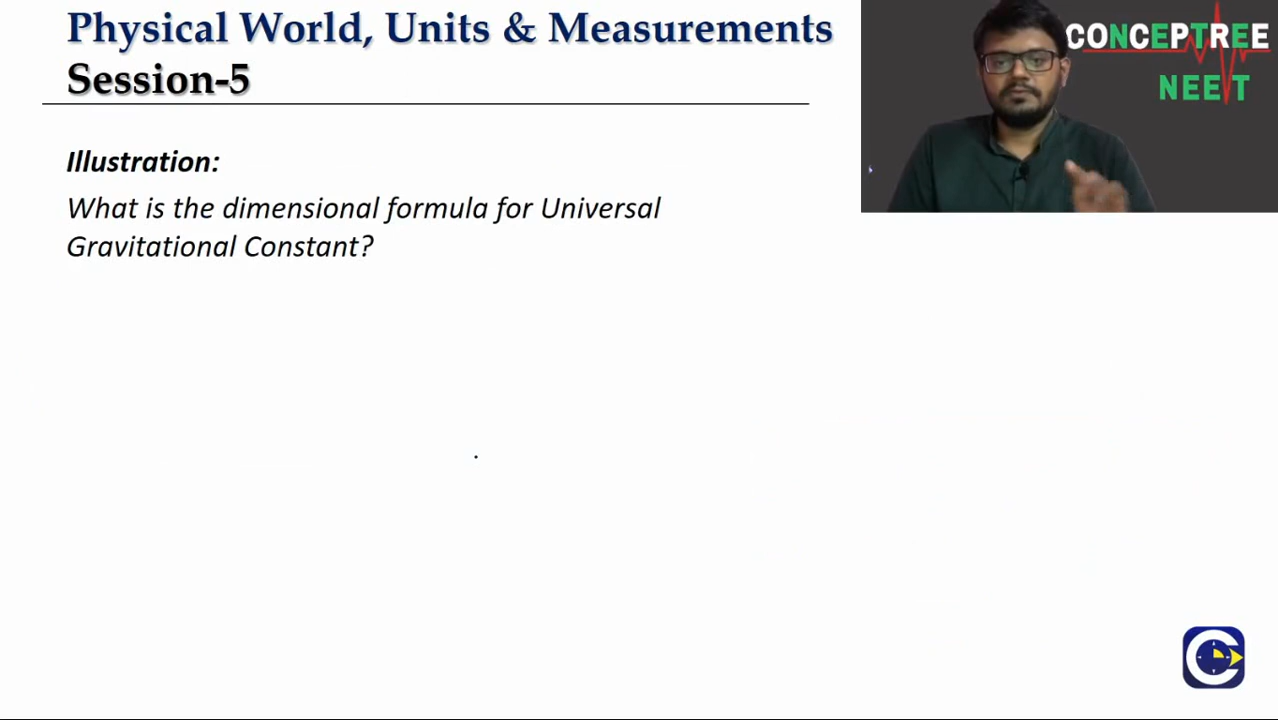 Physical World, Units & Measurements
Session-5
CONCEPTREE
NEET
Illustration:
What is the dimensional formula for Universal
Gravitational Constant?